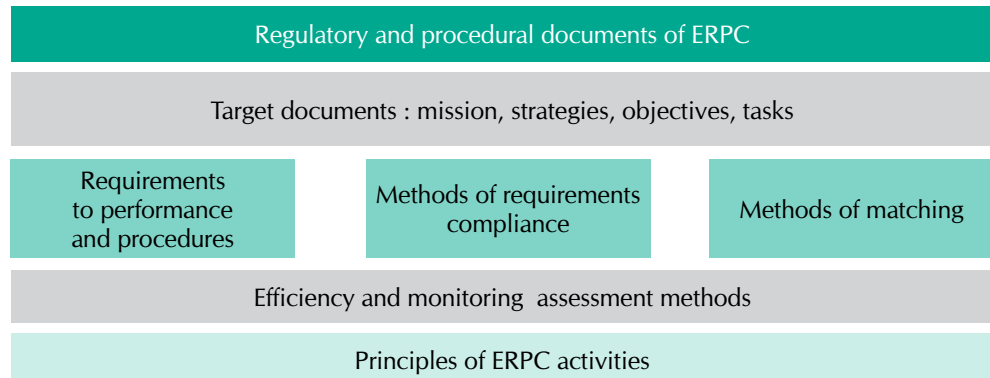 Regulatory and procedural documents of ERPC
Target documents : mission, strategies, objectives, tasks
Requirements
to performance
and procedures
Methods of requirements
compliance
Methods of matching
Efficiency and monitoring assessment methods
Principles of ERPC activities